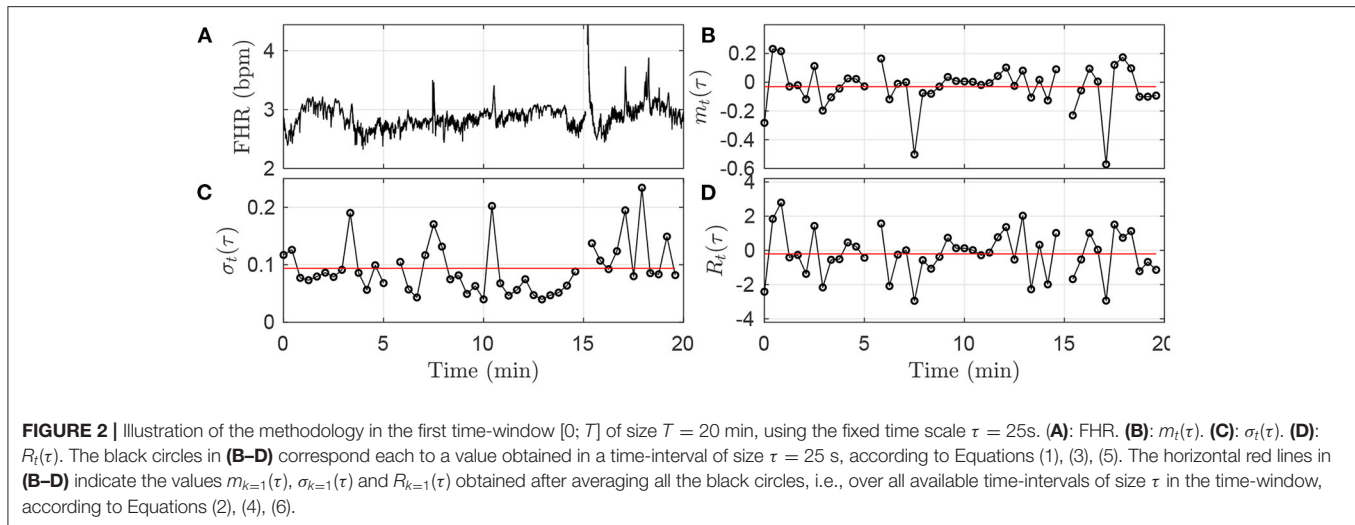 A
FHR (bpm)
4
3
2
B
m_t(τ)
0.2
0
-0.2
-0.4
-0.6
C
σ_t(τ)
0.2
0.1
0
0 5 10 15 20
Time (min)
D
R_t(τ)
4
2
0
-2
-4
0 5 10 15 20
Time (min)
FIGURE 2 | Illustration of the methodology in the first time-window [0; T] of size T = 20 min, using the fixed time scale τ = 25s. (A): FHR. (B): m_t(τ). (C): σ_t(τ). (D):
R_t(τ). The black circles in (B–D) correspond each to a value obtained in a time-interval of size τ = 25 s, according to Equations (1), (3), (5). The horizontal red lines in
(B–D) indicate the values m_{k=1}(τ), σ_{k=1}(τ) and R_{k=1}(τ) obtained after averaging all the black circles, i.e., over all available time-intervals of size τ in the time-window,
according to Equations (2), (4), (6).